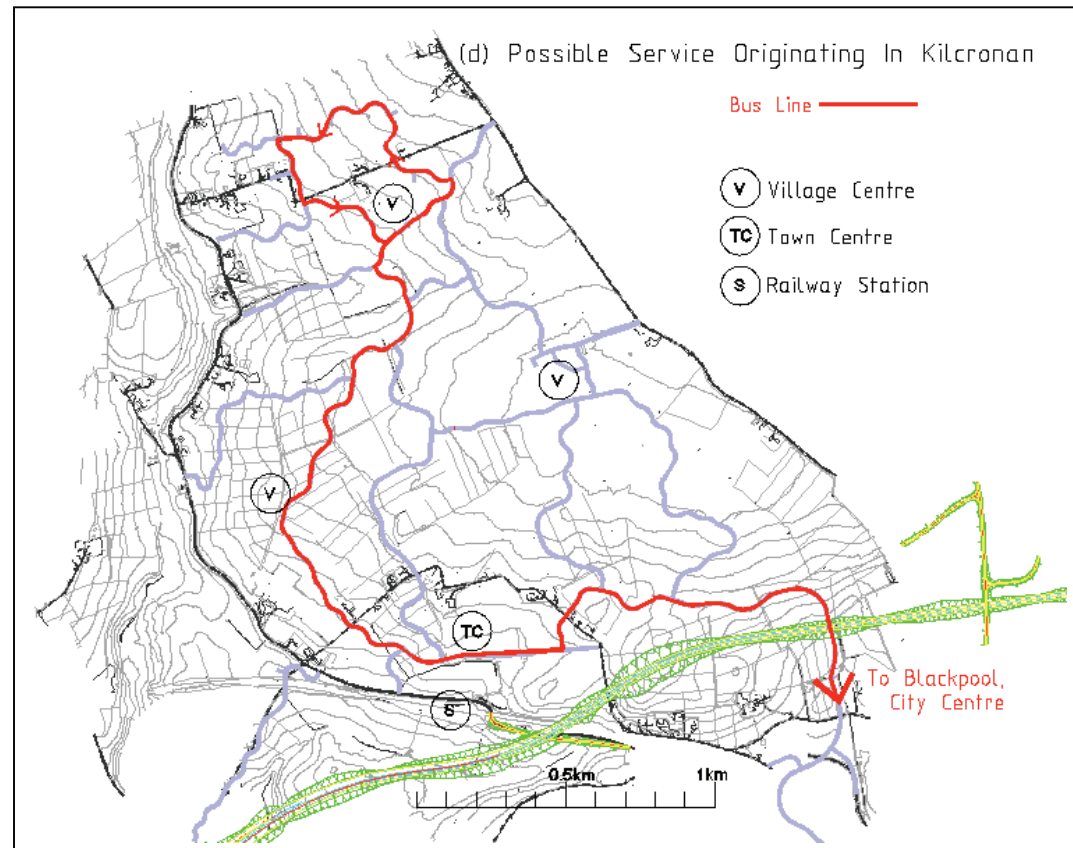 (d) Possible Service Originating In Kilcronan
Bus Line
V Village Centre
TC Town Centre
S Railway Station
V
V
V
TC
S
To Blackpool,
City Centre
0.5km 1km